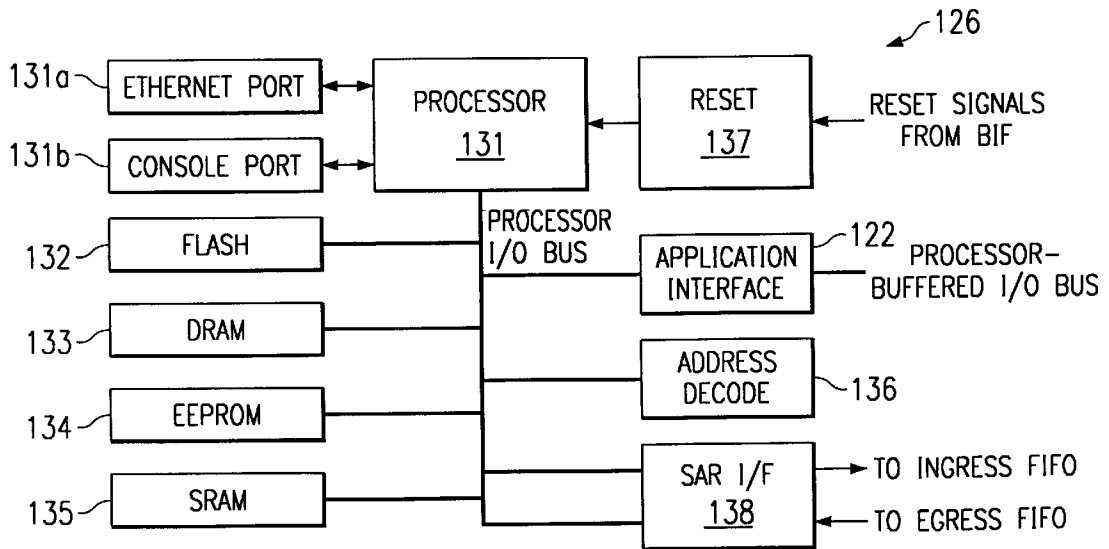 126
131a
ETHERNET PORT
131b
CONSOLE PORT
PROCESSOR
131
RESET
137
RESET SIGNALS
FROM BIF
132
FLASH
PROCESSOR
I/O BUS
122
APPLICATION
INTERFACE
PROCESSOR-
BUFFERED I/O BUS
133
DRAM
ADDRESS
DECODE
136
134
EEPROM
135
SRAM
SAR I/F
138
TO INGRESS FIFO
TO EGRESS FIFO